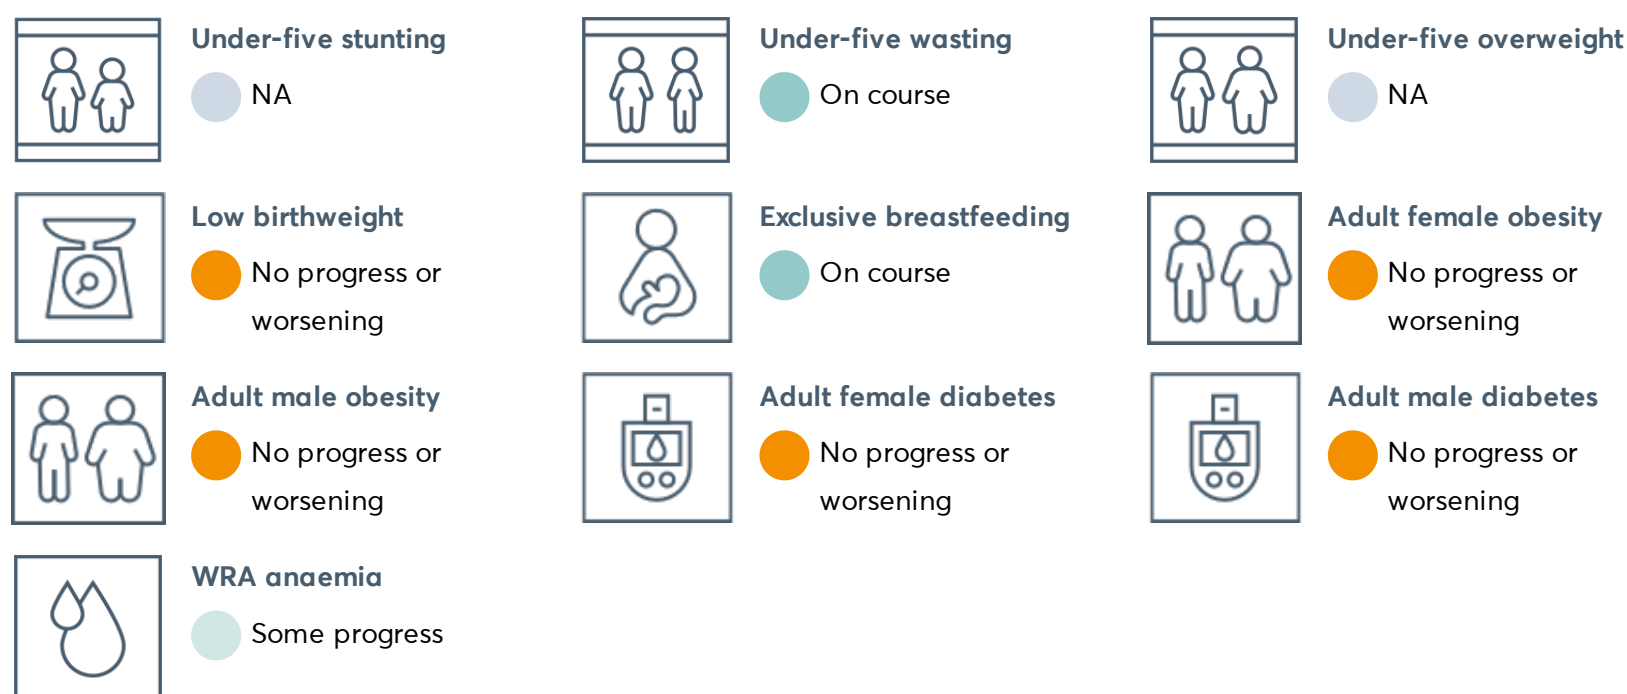 Under-five stunting
NA
Under-five wasting
On course
Under-five overweight
NA
Low birthweight
No progress or
worsening
Exclusive breastfeeding
On course
Adult female obesity
No progress or
worsening
Adult male obesity
No progress or
worsening
Adult female diabetes
No progress or
worsening
Adult male diabetes
No progress or
worsening
WRA anaemia
Some progress